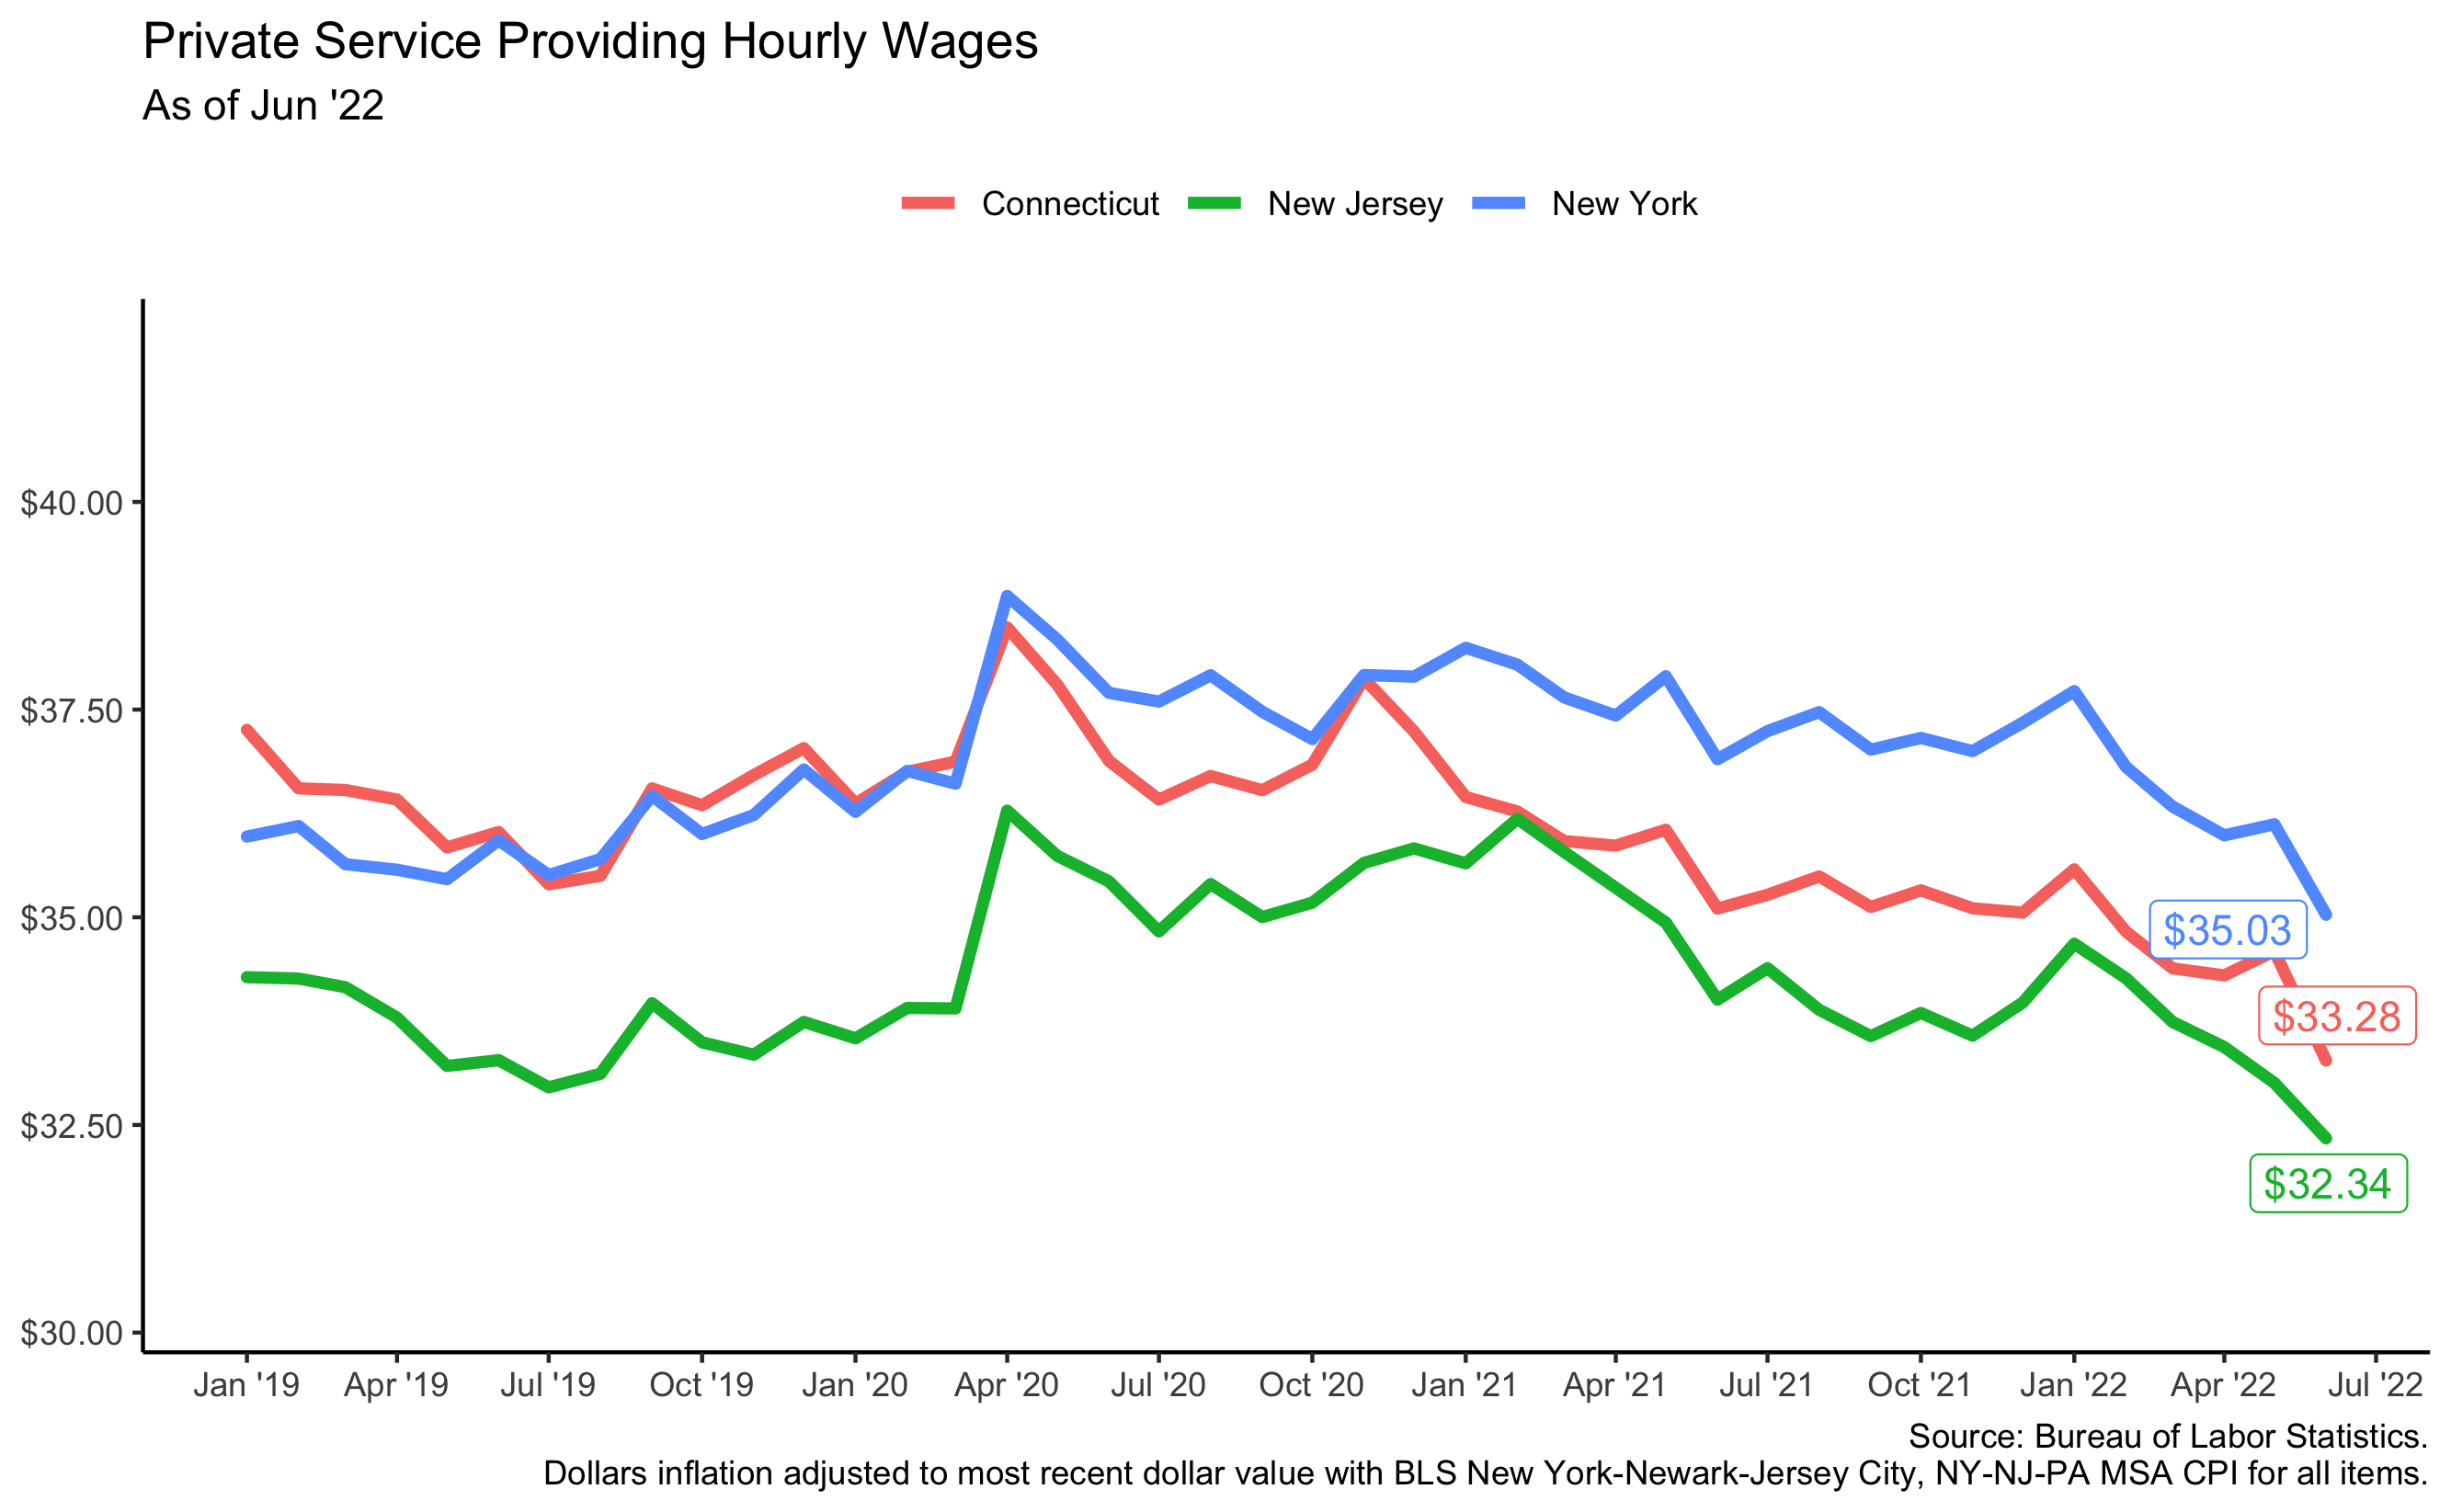 Private Service Providing Hourly Wages
As of Jun '22
Connecticut New Jersey New York
$40.00
$37.50
$35.00
$32.50
$30.00
$35.03
$33.28
$32.34
Jan '19 Apr '19 Jul '19 Oct '19 Jan '20 Apr '20 Jul '20 Oct '20 Jan '21 Apr '21 Jul '21 Oct '21 Jan '22 Apr '22 Jul '22
Source: Bureau of Labor Statistics.
Dollars inflation adjusted to most recent dollar value with BLS New York-Newark-Jersey City, NY-NJ-PA MSA CPI for all items.